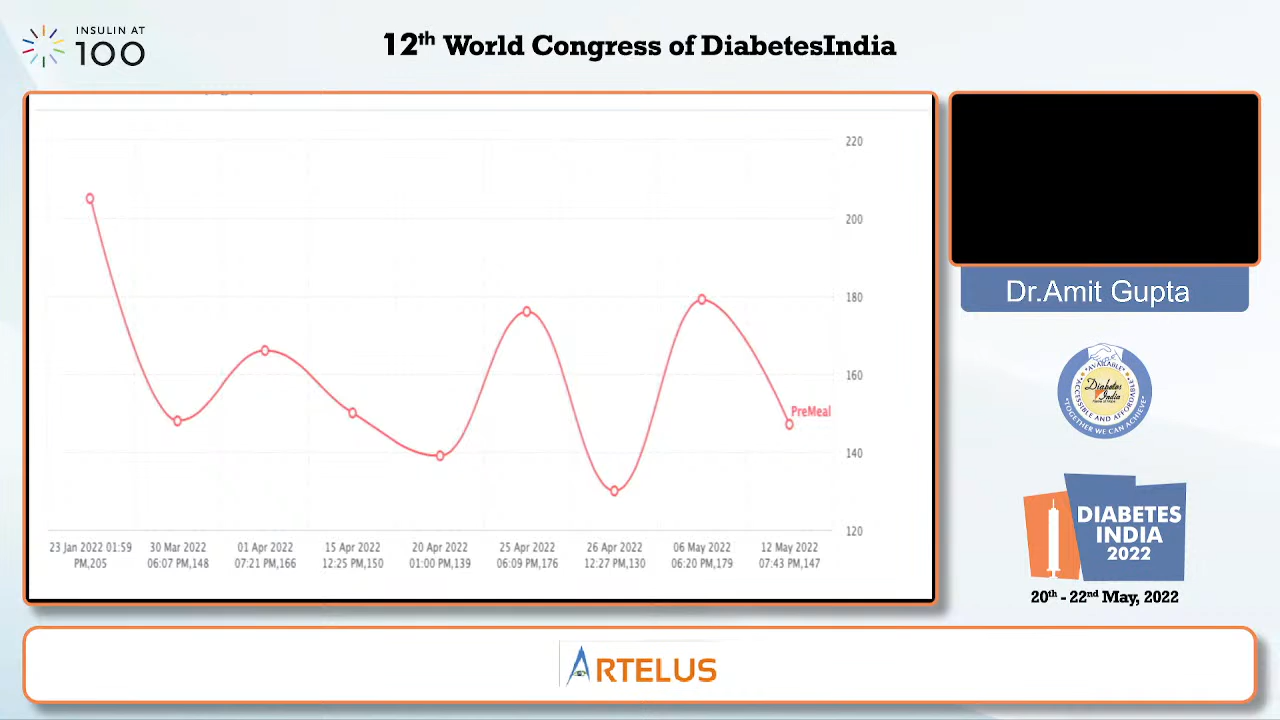 INSULIN AT
100
12th World Congress of DiabetesIndia
220
200
180
160
140
120
PreMeal
23 Jan 2022 01:59
PM,205
30 Mar 2022
06:07 PM,148
01 Apr 2022
07:21 PM,166
15 Apr 2022
12:25 PM,150
20 Apr 2022
01:00 PM,139
25 Apr 2022
06:09 PM,176
26 Apr 2022
12:27 PM,130
06 May 2022
06:20 PM,179
12 May 2022
07:43 PM,147
Dr.Amit Gupta
AVAILABLE
ACCESSIBLE AND AFFORDABLE
Diabetes
India
"TOGETHER WE CAN ACHIEVE"
DIABETES
INDIA
2022
20th - 22nd May, 2022
ARTELUS